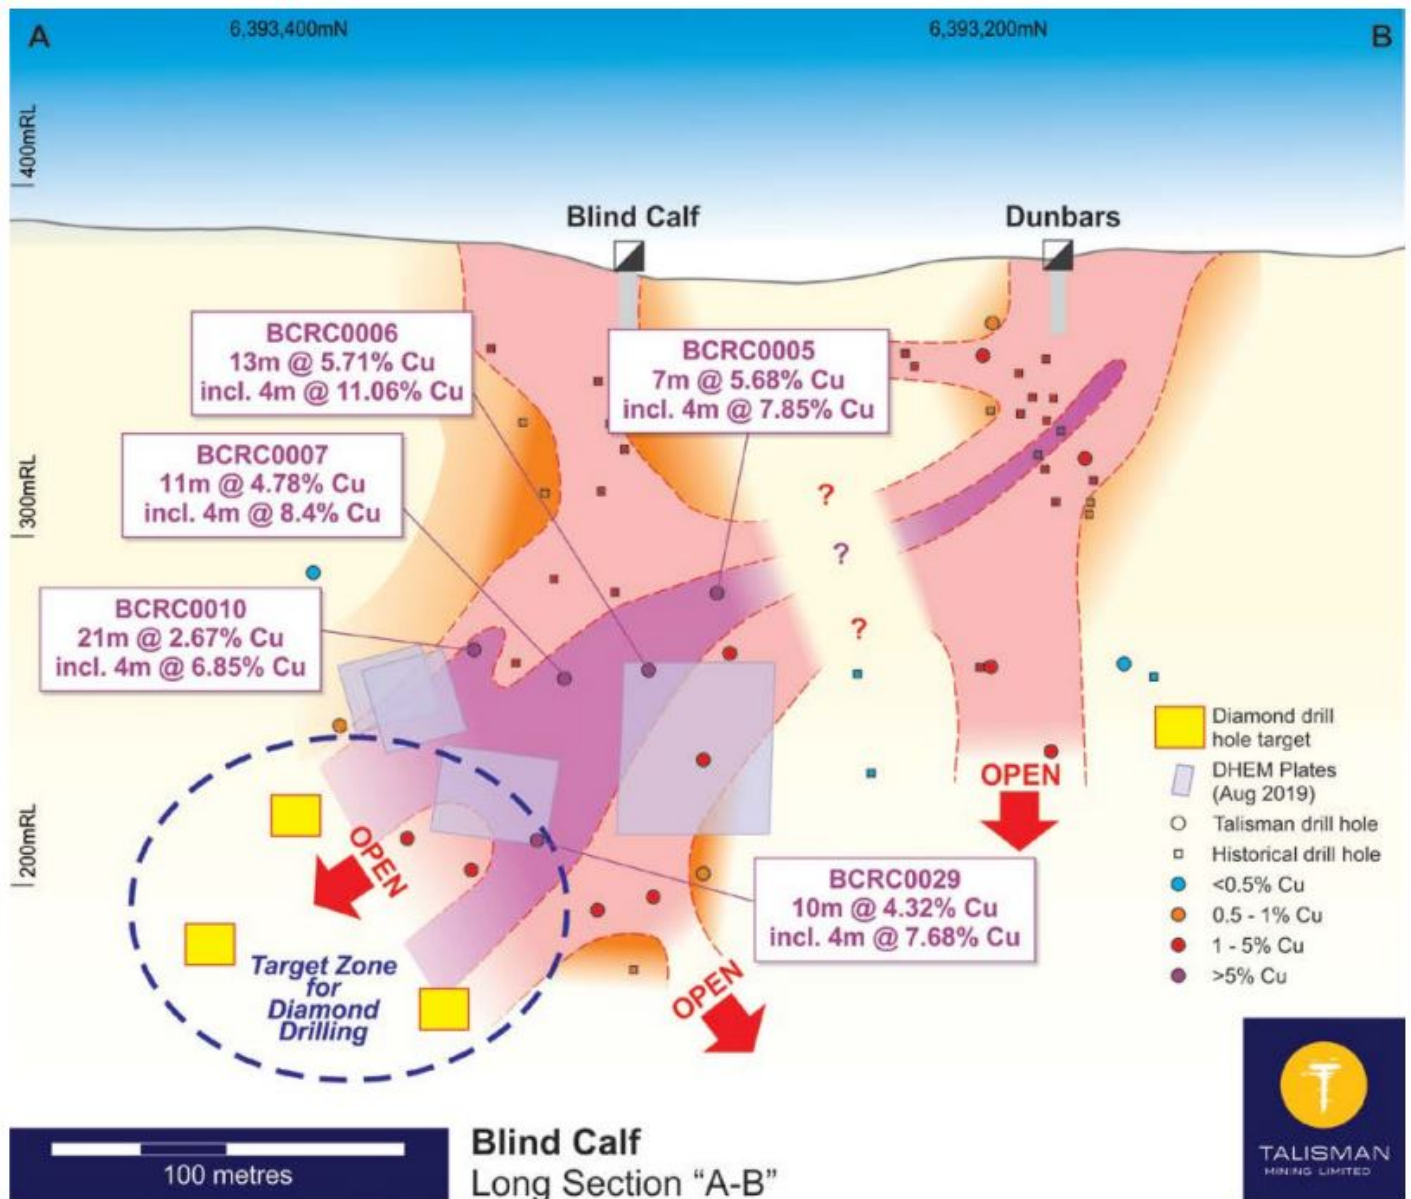 A
6,393,400mN
6,393,200mN
B
400mRL
Blind Calf
Dunbars
BCRC0006
13m @ 5.71% Cu
incl. 4m @ 11.06% Cu
BCRC0005
7m @ 5.68% Cu
incl. 4m @ 7.85% Cu
BCRC0007
11m @ 4.78% Cu
incl. 4m @ 8.4% Cu
300mRL
?
?
?
BCRC0010
21m @ 2.67% Cu
incl. 4m @ 6.85% Cu
200mRL
OPEN
OPEN
OPEN
BCRC0029
10m @ 4.32% Cu
incl. 4m @ 7.68% Cu
Target Zone
for
Diamond
Drilling
Diamond drill
hole target
DHEM Plates
(Aug 2019)
Talisman drill hole
Historical drill hole
<0.5% Cu
0.5 - 1% Cu
1 - 5% Cu
>5% Cu
100 metres
Blind Calf
Long Section “A-B”
T
TALISMAN
MINING LIMITED